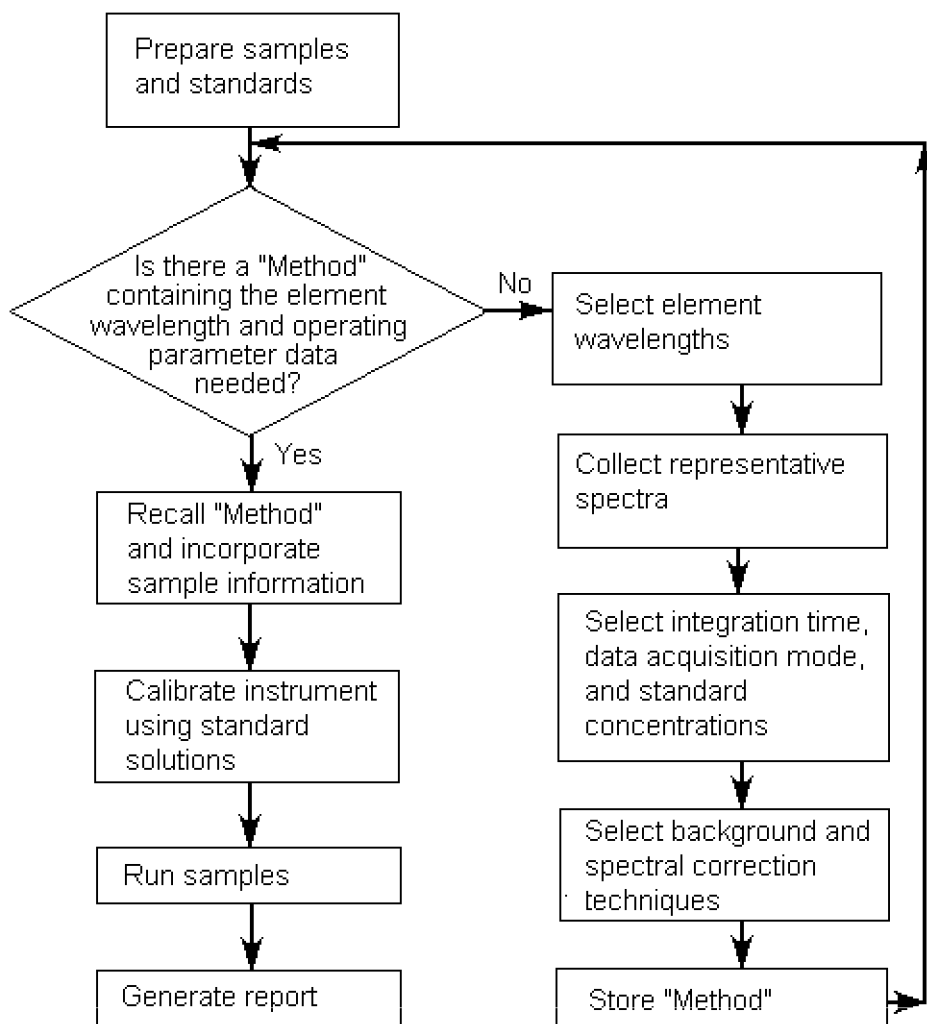 Prepare samples
and standards
Is there a "Method"
containing the element
wavelength and operating
parameter data
needed?
No
Yes
Recall "Method"
and incorporate
sample information
Calibrate instrument
using standard
solutions
Run samples
Generate report
Select element
wavelengths
Collect representative
spectra
Select integration time,
data acquisition mode,
and standard
concentrations
Select background and
spectral correction
techniques
Store "Method"